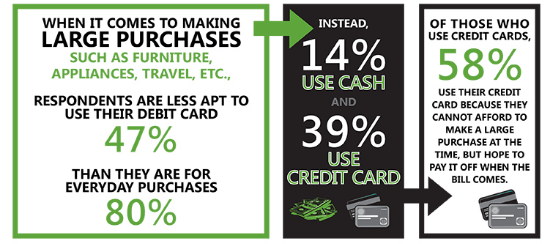 WHEN IT COMES TO MAKING
LARGE PURCHASES
SUCH AS FURNITURE,
APPLIANCES, TRAVEL, ETC.,
RESPONDENTS ARE LESS APT TO
USE THEIR DEBIT CARD
47%
THAN THEY ARE FOR
EVERYDAY PURCHASES
80%
INSTEAD,
14%
USE CASH
AND
39%
USE
CREDIT CARD
OF THOSE WHO
USE CREDIT CARDS,
58%
USE THEIR CREDIT
CARD BECAUSE THEY
CANNOT AFFORD TO
MAKE A LARGE
PURCHASE AT THE
TIME, BUT HOPE TO
PAY IT OFF WHEN THE
BILL COMES.